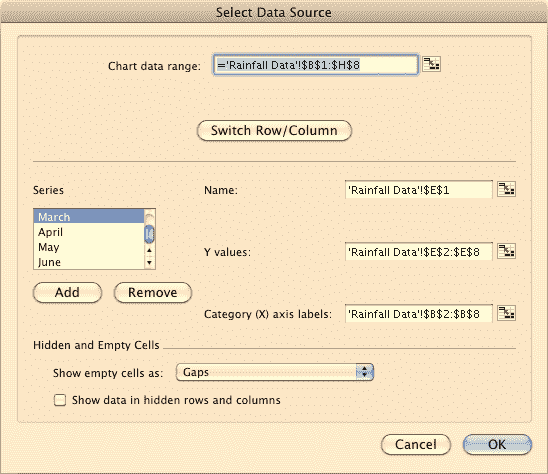 Select Data Source
Chart data range: ='Rainfall Data'!$B$1:$H$8
Switch Row/Column
Series
Name: 'Rainfall Data'!$E$1
March
April
May
June
Y values: 'Rainfall Data'!$E$2:$E$8
Add Remove
Category (X) axis labels: 'Rainfall Data'!$B$2:$B$8
Hidden and Empty Cells
Show empty cells as: Gaps
Show data in hidden rows and columns
Cancel OK